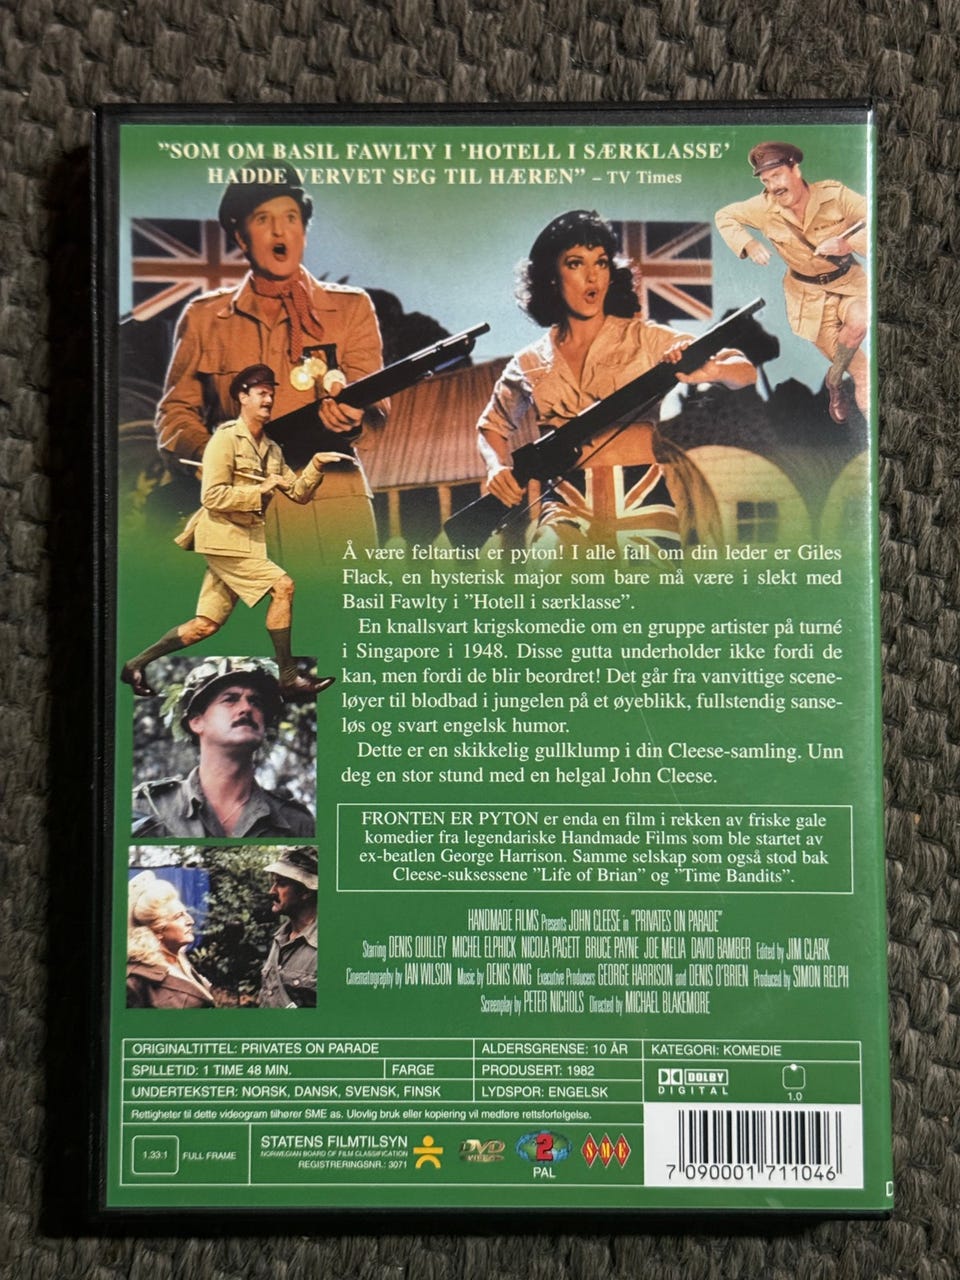 ”SOM OM BASIL FAWLTY I ’HOTELL I SÆRKLASSE’
HADDE VERVET SEG TIL HÆREN” – TV Times
Å være feltartist er pyton! I alle fall om din leder er Giles
Flack, en hysterisk major som bare må være i slekt med
Basil Fawlty i ”Hotell i særklasse”.
En knallsvart krigskomedie om en gruppe artister på turné
i Singapore i 1948. Disse gutta underholder ikke fordi de
kan, men fordi de blir beordret! Det går fra vanvittige scene-
løyer til blodbad i jungelen på et øyeblikk, fullstendig sanse-
løs og svart engelsk humor.
Dette er en skikkelig gullklump i din Cleese-samling. Unn
deg en stor stund med en helgal John Cleese.
FRONTEN ER PYTON er enda en film i rekken av friske gale
komedier fra legendariske Handmade Films som ble startet av
ex-beatlen George Harrison. Samme selskap som også stod bak
Cleese-suksessene ”Life of Brian” og ”Time Bandits”.
HANDMADE FILMS Presents JOHN CLEESE in "PRIVATES ON PARADE"
Starring DENIS QUILLEY MICHEL ELPHICK NICOLA PAGETT BRUCE PAYNE JOE MELIA DAVID BAMBER Edited by JIM CLARK
Cinematography by IAN WILSON Music by DENIS KING Executive Producers GEORGE HARRISON and DENIS O'BRIEN Produced by SIMON RELPH
Screenplay by PETER NICHOLS Directed by MICHAEL BLAKEMORE
ORIGINALTITTEL: PRIVATES ON PARADE
ALDERSGRENSE: 10 ÅR
KATEGORI: KOMEDIE
SPILLETID: 1 TIME 48 MIN.
FARGE
PRODUSERT: 1982
UNDERTEKSTER: NORSK, DANSK, SVENSK, FINSK
LYDSPOR: ENGELSK
DOLBY
DIGITAL
1.0
Rettigheter til dette videogram tilhører SME as. Ulovlig bruk eller kopiering vil medføre rettsforfølgelse.
1.33:1
FULL FRAME
STATENS FILMTILSYN
NORWEGIAN BOARD OF FILM CLASSIFICATION
REGISTRERINGSNR.: 3071
DVD
VIDEO
2
PAL
SME
7 090001 711046
D